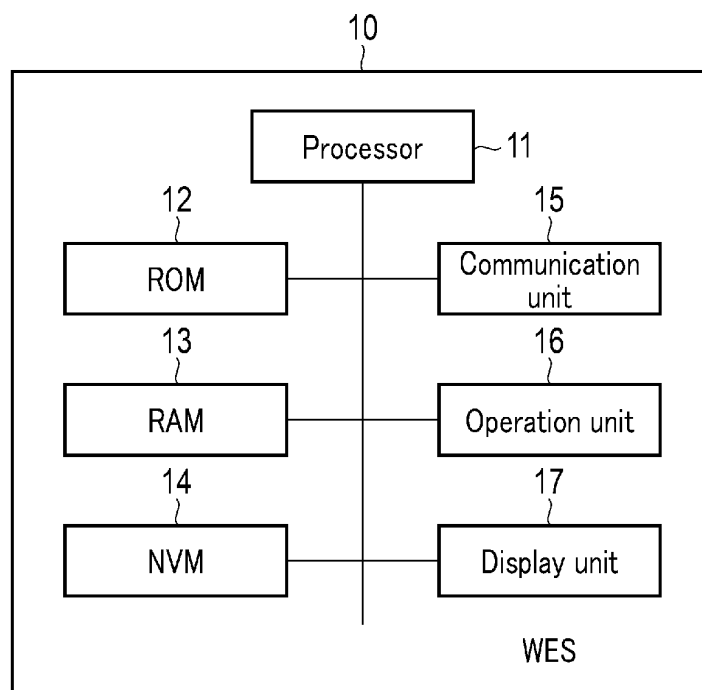 10
Processor
11
12
15
ROM
Communication
unit
13
16
RAM
Operation unit
14
17
NVM
Display unit
WES